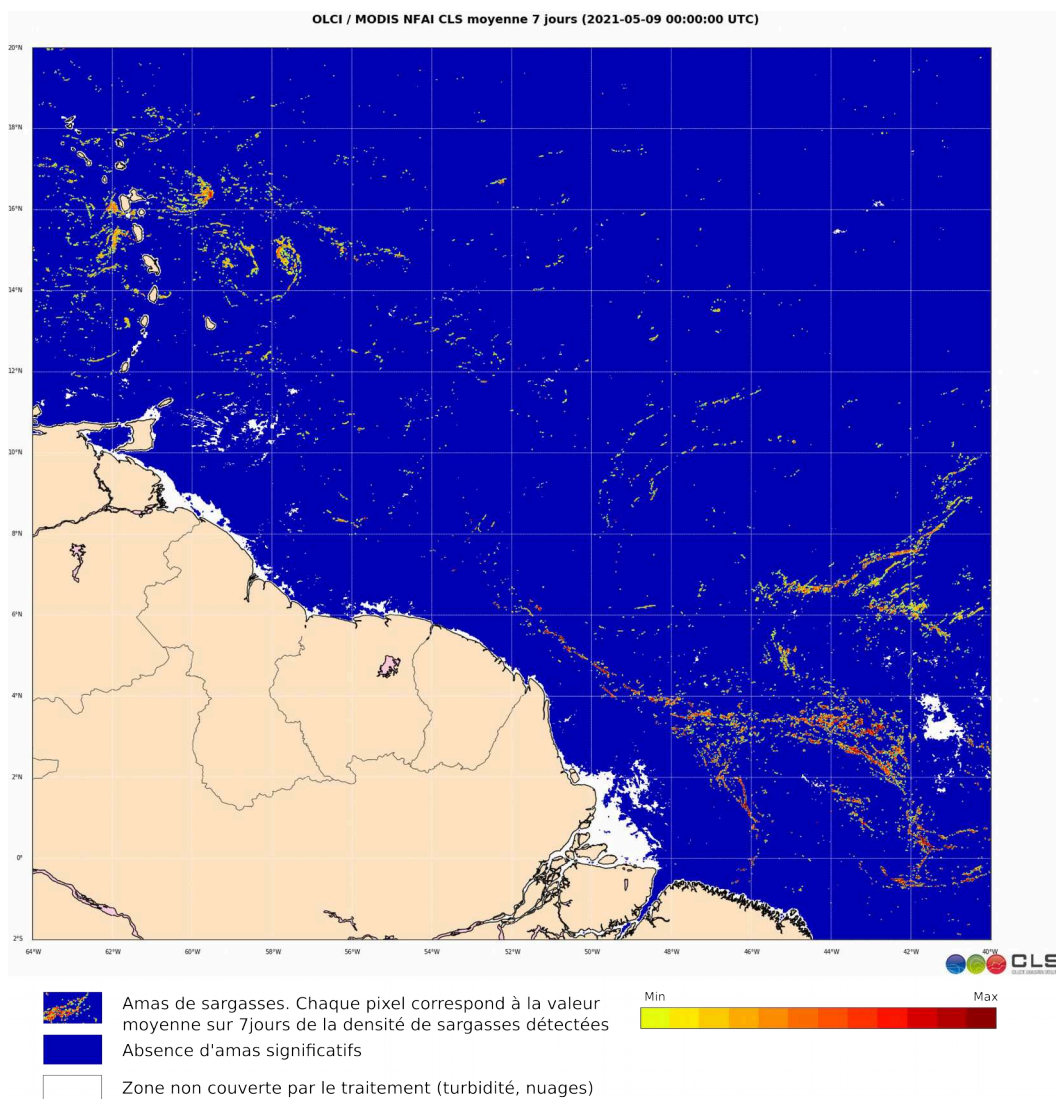 OLCI / MODIS NFAI CLS moyenne 7 jours (2021-05-09 00:00:00 UTC)
20°N
18°N
16°N
14°N
12°N
10°N
8°N
6°N
4°N
2°N
0°
2°S
64°W 62°W 60°W 58°W 56°W 54°W 52°W 50°W 48°W 46°W 44°W 42°W 40°W
CLS
Amas de sargasses. Chaque pixel correspond à la valeur
moyenne sur 7jours de la densité de sargasses détectées
Min Max
Absence d'amas significatifs
Zone non couverte par le traitement (turbidité, nuages)